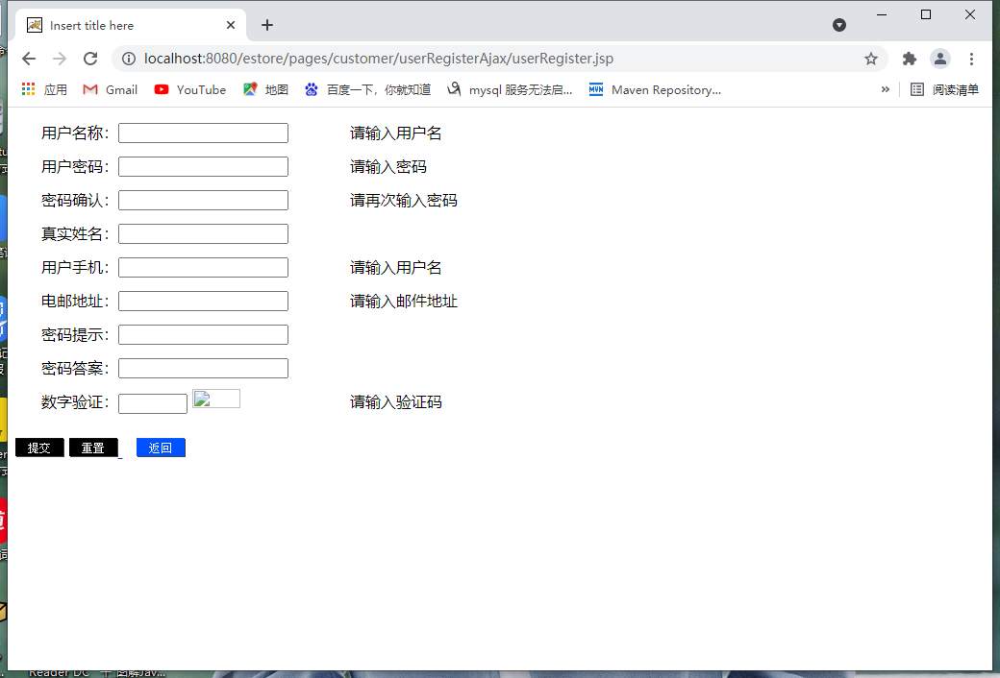 Insert title here
localhost:8080/estore/pages/customer/userRegisterAjax/userRegister.jsp
应用 Gmail YouTube 地图 百度一下，你就知道 mysql 服务无法启... Maven Repository... » 阅读清单
用户名称： 请输入用户名
用户密码： 请输入密码
密码确认： 请再次输入密码
真实姓名：
用户手机： 请输入用户名
电邮地址： 请输入邮件地址
密码提示：
密码答案：
数字验证： 请输入验证码
提交 重置 返回